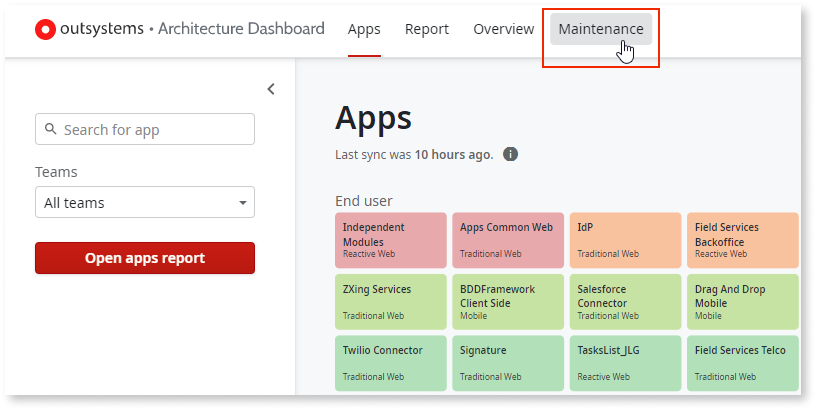 outsystems • Architecture Dashboard Apps Report Overview Maintenance
Search for app
Teams
All teams
Open apps report
Apps
Last sync was 10 hours ago. i
End user
Independent Modules
Reactive Web
Apps Common Web
Traditional Web
IdP
Traditional Web
Field Services Backoffice
Reactive Web
ZXing Services
Traditional Web
BDDFramework Client Side
Mobile
Salesforce Connector
Traditional Web
Drag And Drop Mobile
Mobile
Twilio Connector
Traditional Web
Signature
Traditional Web
TasksList_JLG
Reactive Web
Field Services Telco
Traditional Web